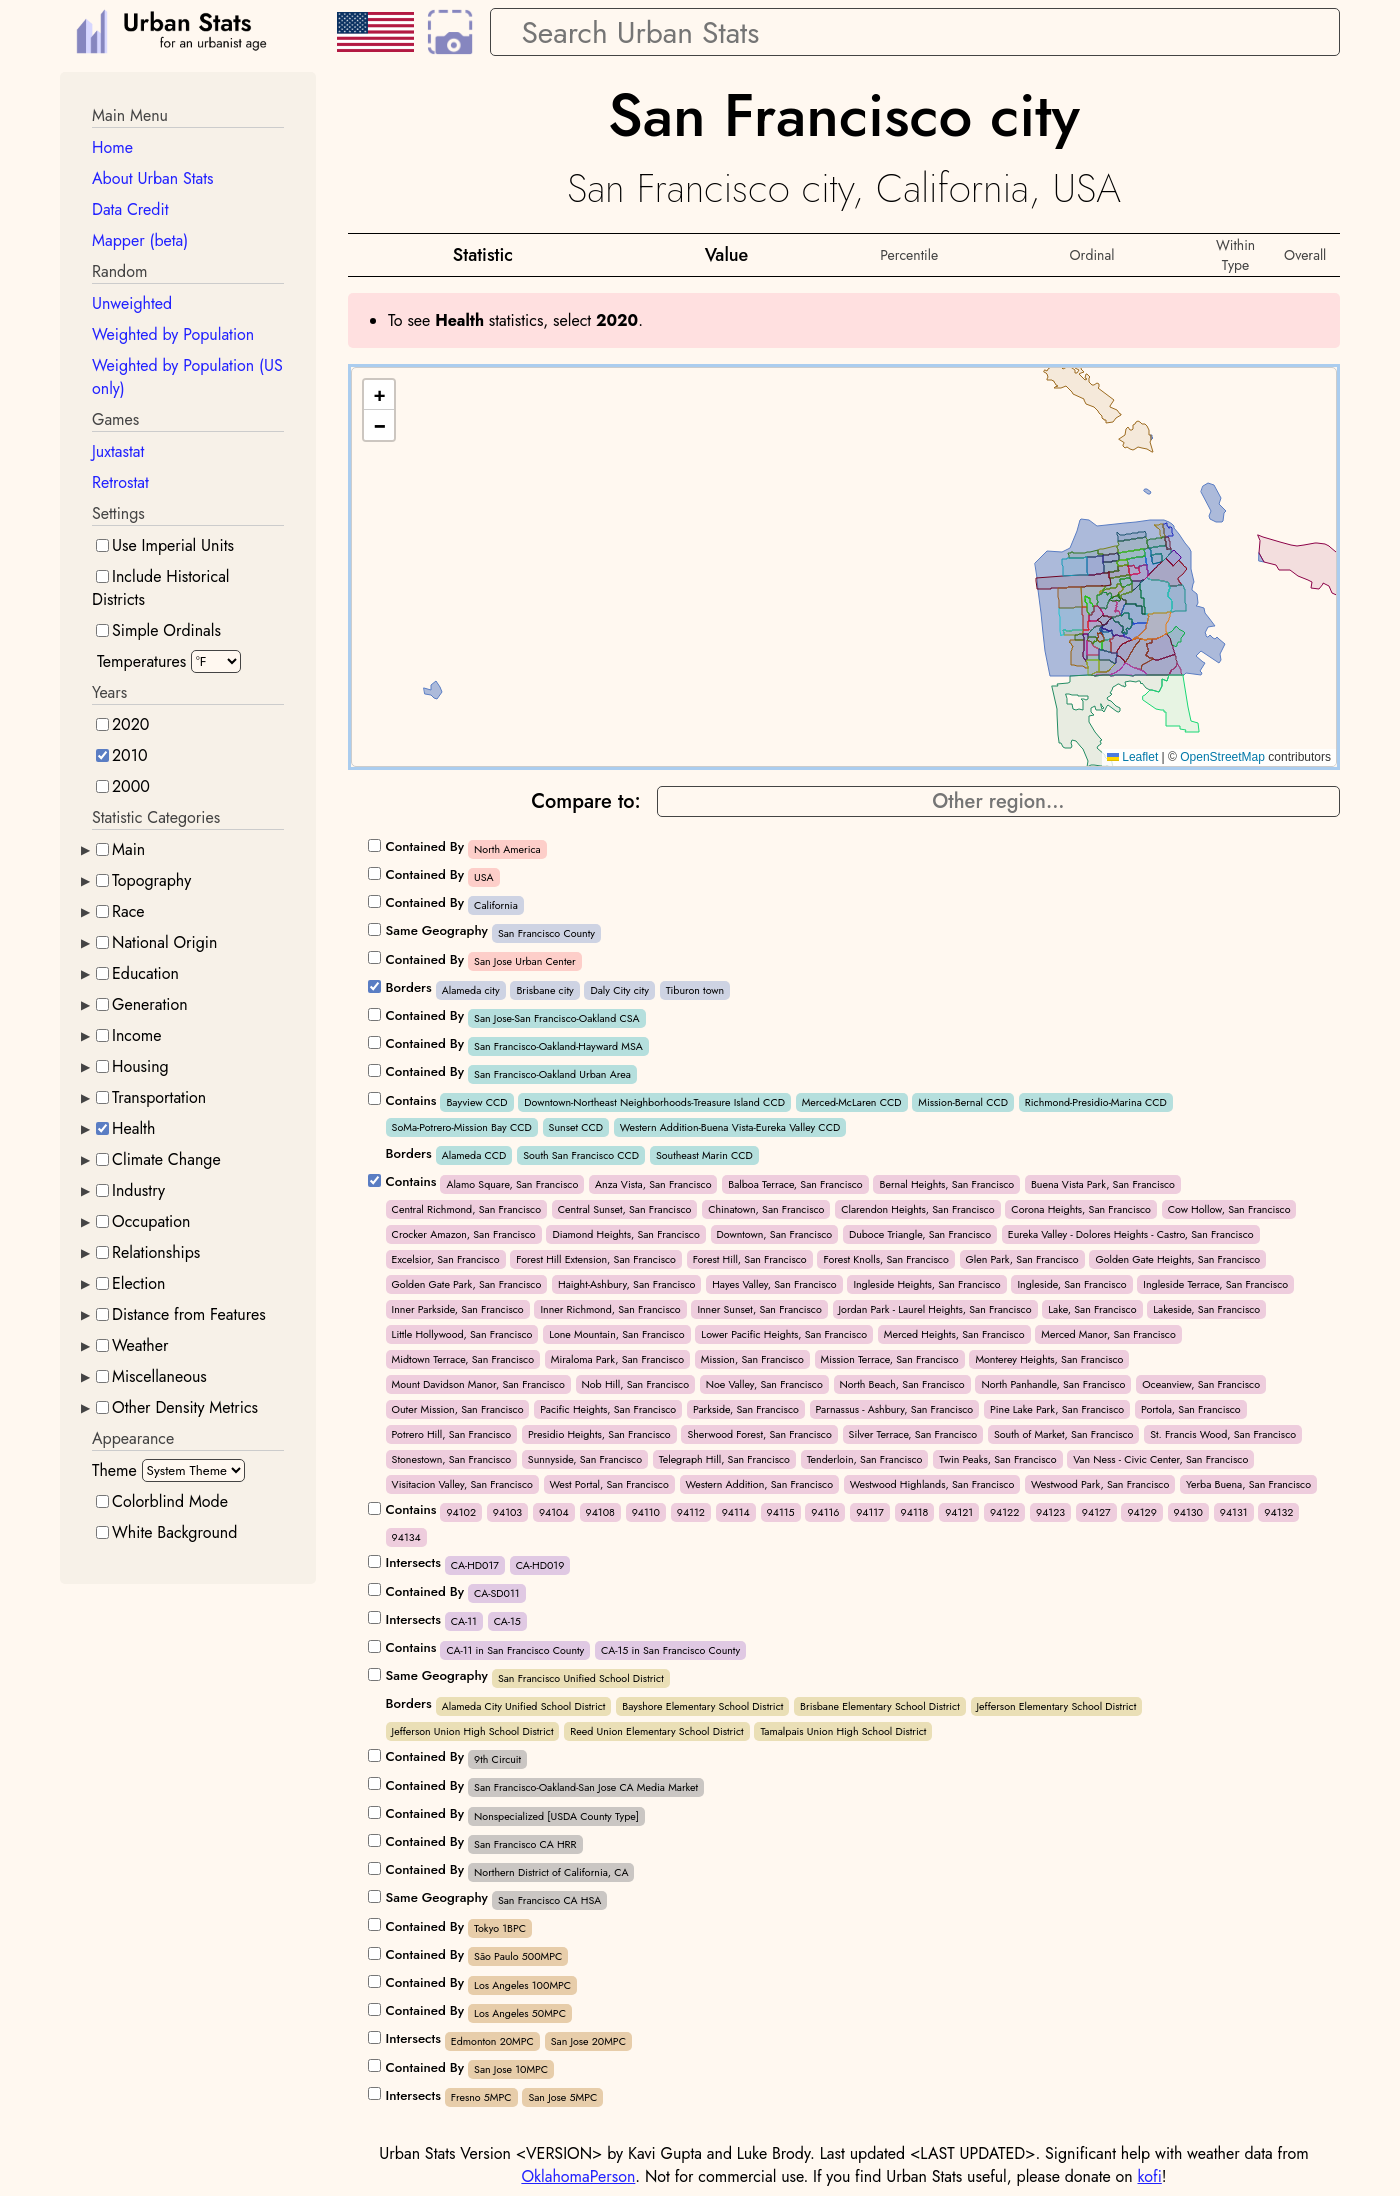 Urban Stats
for an urbanist age
Search Urban Stats
Main Menu
Home
About Urban Stats
Data Credit
Mapper (beta)
Random
Unweighted
Weighted by Population
Weighted by Population (US
only)
Games
Juxtastat
Retrostat
Settings
Use Imperial Units
Include Historical
Districts
Simple Ordinals
Temperatures °F
Years
2020
2010
2000
Statistic Categories
Main
Topography
Race
National Origin
Education
Generation
Income
Housing
Transportation
Health
Climate Change
Industry
Occupation
Relationships
Election
Distance from Features
Weather
Miscellaneous
Other Density Metrics
Appearance
Theme System Theme
Colorblind Mode
White Background
San Francisco city
San Francisco city, California, USA
Statistic Value Percentile Ordinal Within Type Overall
To see Health statistics, select 2020.
+
−
Leaflet | © OpenStreetMap contributors
Compare to: Other region...
Contained By North America
Contained By USA
Contained By California
Same Geography San Francisco County
Contained By San Jose Urban Center
Borders Alameda city Brisbane city Daly City city Tiburon town
Contained By San Jose-San Francisco-Oakland CSA
Contained By San Francisco-Oakland-Hayward MSA
Contained By San Francisco-Oakland Urban Area
Contains Bayview CCD Downtown-Northeast Neighborhoods-Treasure Island CCD Merced-McLaren CCD Mission-Bernal CCD Richmond-Presidio-Marina CCD
SoMa-Potrero-Mission Bay CCD Sunset CCD Western Addition-Buena Vista-Eureka Valley CCD
Borders Alameda CCD South San Francisco CCD Southeast Marin CCD
Contains Alamo Square, San Francisco Anza Vista, San Francisco Balboa Terrace, San Francisco Bernal Heights, San Francisco Buena Vista Park, San Francisco
Central Richmond, San Francisco Central Sunset, San Francisco Chinatown, San Francisco Clarendon Heights, San Francisco Corona Heights, San Francisco Cow Hollow, San Francisco
Crocker Amazon, San Francisco Diamond Heights, San Francisco Downtown, San Francisco Duboce Triangle, San Francisco Eureka Valley - Dolores Heights - Castro, San Francisco
Excelsior, San Francisco Forest Hill Extension, San Francisco Forest Hill, San Francisco Forest Knolls, San Francisco Glen Park, San Francisco Golden Gate Heights, San Francisco
Golden Gate Park, San Francisco Haight-Ashbury, San Francisco Hayes Valley, San Francisco Ingleside Heights, San Francisco Ingleside, San Francisco Ingleside Terrace, San Francisco
Inner Parkside, San Francisco Inner Richmond, San Francisco Inner Sunset, San Francisco Jordan Park - Laurel Heights, San Francisco Lake, San Francisco Lakeside, San Francisco
Little Hollywood, San Francisco Lone Mountain, San Francisco Lower Pacific Heights, San Francisco Merced Heights, San Francisco Merced Manor, San Francisco
Midtown Terrace, San Francisco Miraloma Park, San Francisco Mission, San Francisco Mission Terrace, San Francisco Monterey Heights, San Francisco
Mount Davidson Manor, San Francisco Nob Hill, San Francisco Noe Valley, San Francisco North Beach, San Francisco North Panhandle, San Francisco Oceanview, San Francisco
Outer Mission, San Francisco Pacific Heights, San Francisco Parkside, San Francisco Parnassus - Ashbury, San Francisco Pine Lake Park, San Francisco Portola, San Francisco
Potrero Hill, San Francisco Presidio Heights, San Francisco Sherwood Forest, San Francisco Silver Terrace, San Francisco South of Market, San Francisco St. Francis Wood, San Francisco
Stonestown, San Francisco Sunnyside, San Francisco Telegraph Hill, San Francisco Tenderloin, San Francisco Twin Peaks, San Francisco Van Ness - Civic Center, San Francisco
Visitacion Valley, San Francisco West Portal, San Francisco Western Addition, San Francisco Westwood Highlands, San Francisco Westwood Park, San Francisco Yerba Buena, San Francisco
Contains 94102 94103 94104 94108 94110 94112 94114 94115 94116 94117 94118 94121 94122 94123 94127 94129 94130 94131 94132
94134
Intersects CA-HD017 CA-HD019
Contained By CA-SD011
Intersects CA-11 CA-15
Contains CA-11 in San Francisco County CA-15 in San Francisco County
Same Geography San Francisco Unified School District
Borders Alameda City Unified School District Bayshore Elementary School District Brisbane Elementary School District Jefferson Elementary School District
Jefferson Union High School District Reed Union Elementary School District Tamalpais Union High School District
Contained By 9th Circuit
Contained By San Francisco-Oakland-San Jose CA Media Market
Contained By Nonspecialized [USDA County Type]
Contained By San Francisco CA HRR
Contained By Northern District of California, CA
Same Geography San Francisco CA HSA
Contained By Tokyo 1BPC
Contained By São Paulo 500MPC
Contained By Los Angeles 100MPC
Contained By Los Angeles 50MPC
Intersects Edmonton 20MPC San Jose 20MPC
Contained By San Jose 10MPC
Intersects Fresno 5MPC San Jose 5MPC
Urban Stats Version <VERSION> by Kavi Gupta and Luke Brody. Last updated <LAST UPDATED>. Significant help with weather data from
OklahomaPerson. Not for commercial use. If you find Urban Stats useful, please donate on kofi!